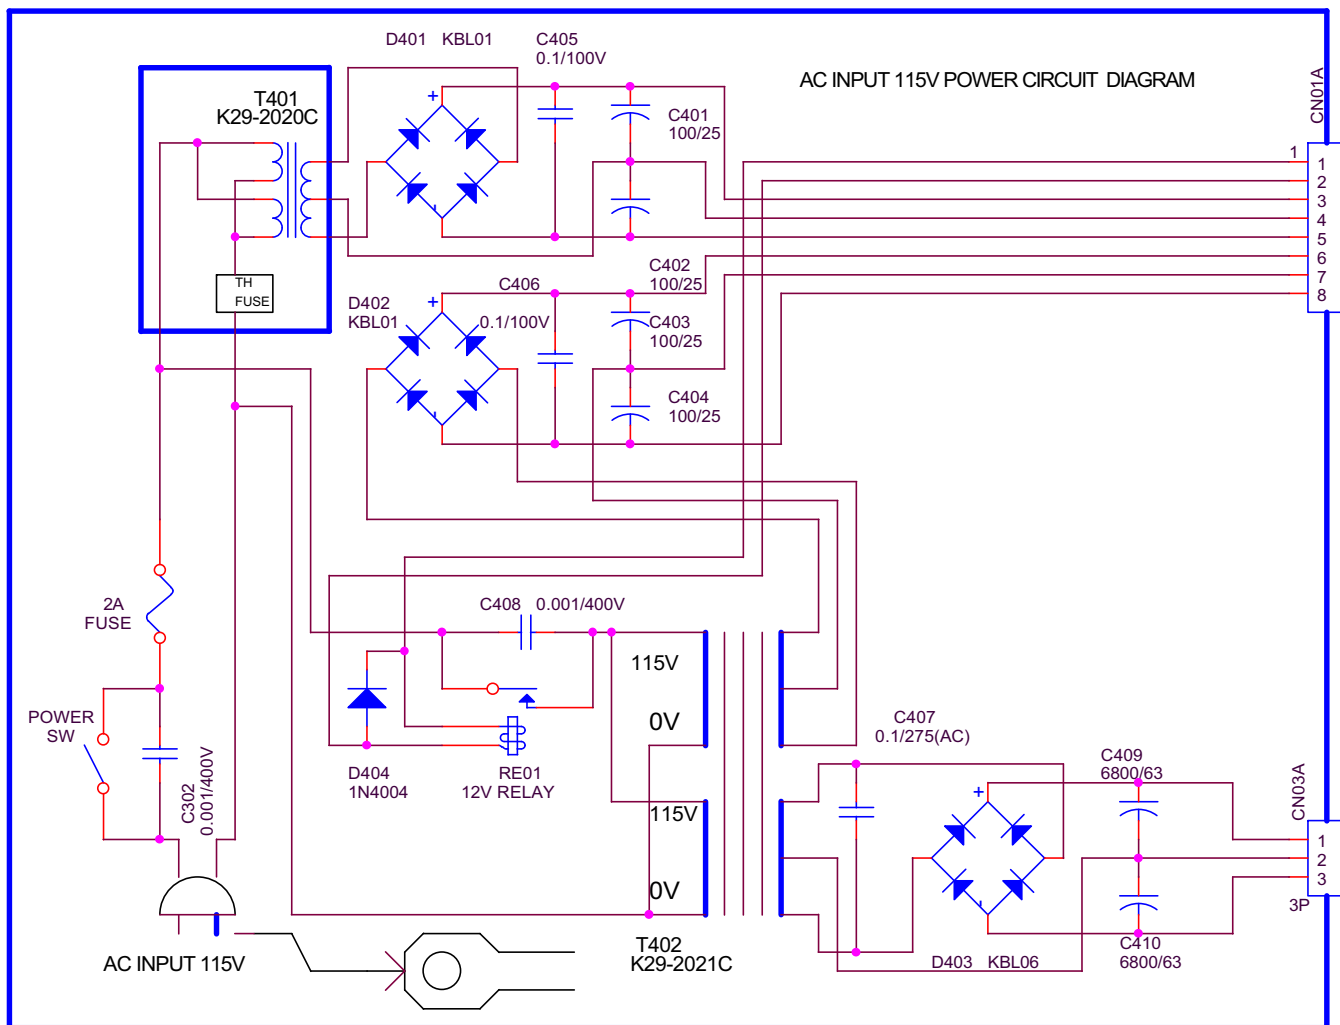 D401 KBL01
C405
0.1/100V
AC INPUT 115V POWER CIRCUIT DIAGRAM
CN01A
T401
K29-2020C
+
C401
100/25
-
1
1
2
3
4
5
6
7
8
TH
FUSE
C402
100/25
C406
D402
KBL01
+
0.1/100V
C403
100/25
C404
100/25
-
2A
FUSE
C408 0.001/400V
115V
0V
POWER
SW
C302
0.001/400V
D404
1N4004
RE01
12V RELAY
C407
0.1/275(AC)
C409
6800/63
CN03A
+
115V
0V
1
2
3
3P
-
AC INPUT 115V
T402
K29-2021C
D403 KBL06
C410
6800/63